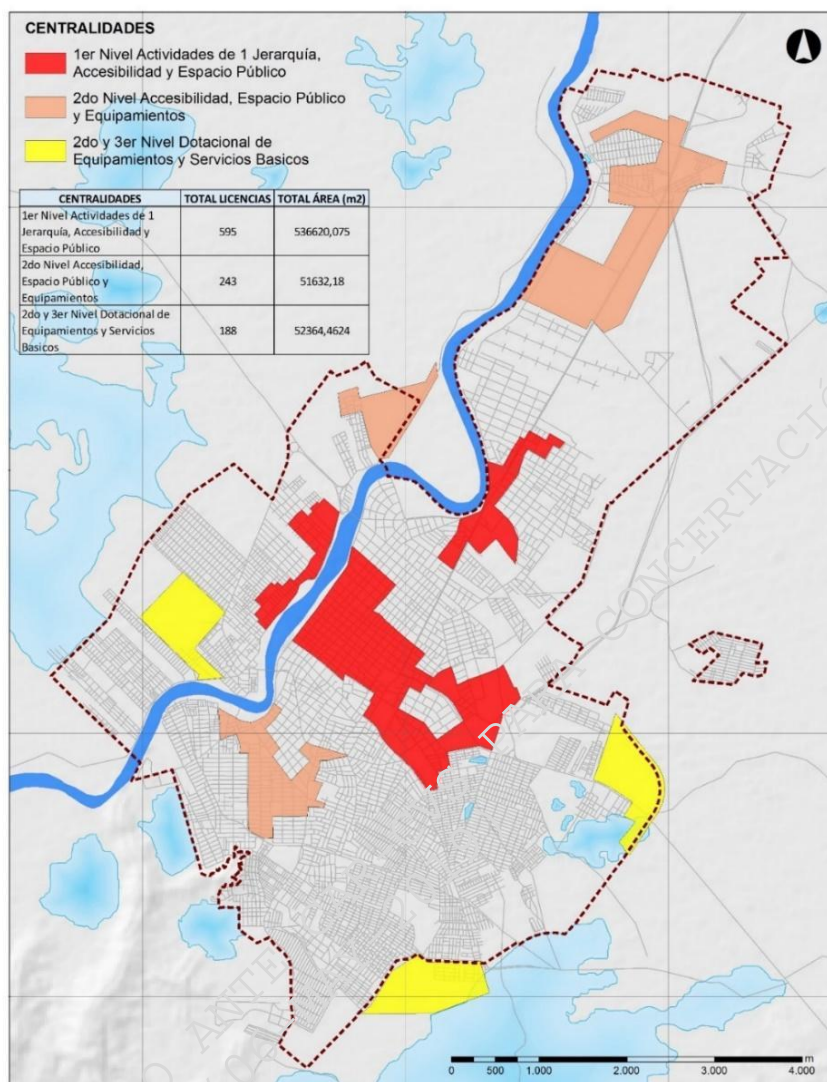 CENTRALIDADES
1er Nivel Actividades de 1 Jerarquía,
Accesibilidad y Espacio Público
2do Nivel Accesibilidad, Espacio Público
y Equipamientos
2do y 3er Nivel Dotacional de
Equipamientos y Servicios Basicos
CENTRALIDADES TOTAL LICENCIAS TOTAL ÁREA (m2)
1er Nivel Actividades de 1
Jerarquía, Accesibilidad y
Espacio Público
595 536620,075
2do Nivel Accesibilidad,
Espacio Público y
Equipamientos
243 51632,18
2do y 3er Nivel Dotacional de
Equipamientos y Servicios
Basicos
188 52364,4624
CONCERTACIÓ
m
0 500 1.000 2.000 3.000 4.000